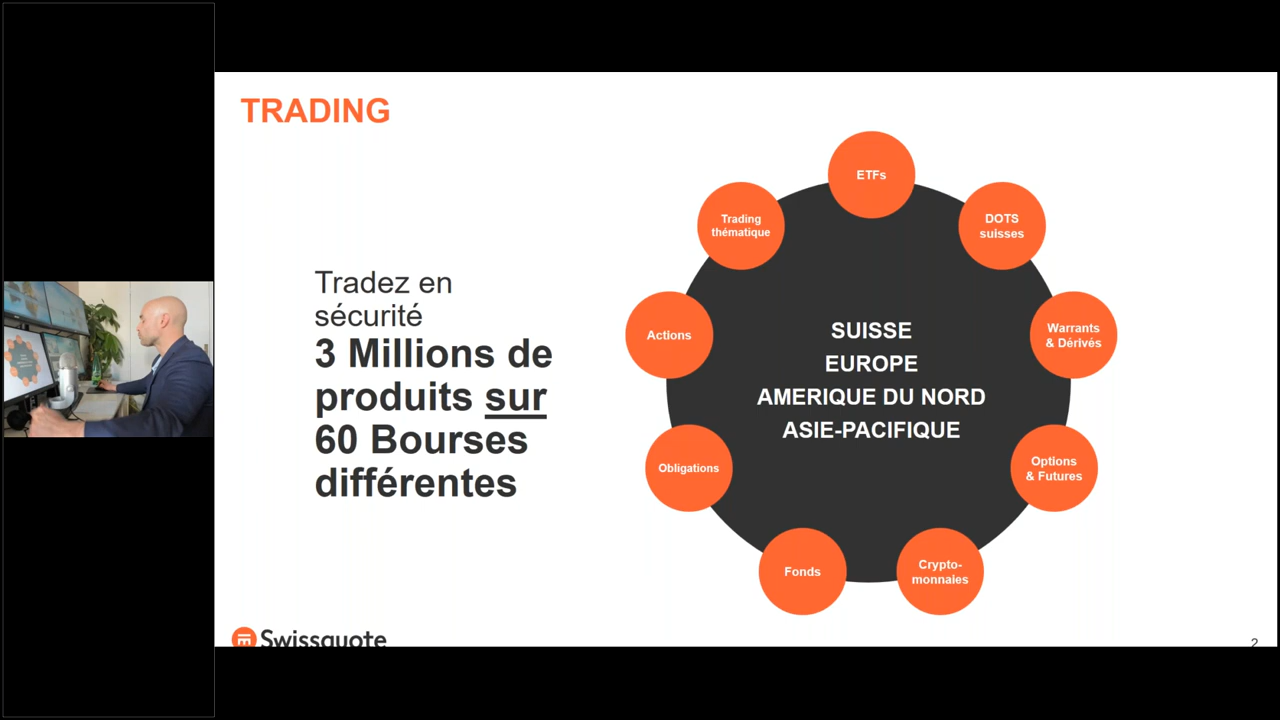 TRADING
Tradez en
sécurité
3 Millions de
produits sur
60 Bourses
différentes
ETFs
DOTS
suisses
Warrants
& Dérivés
Options
& Futures
Crypto-
monnaies
Fonds
Obligations
Actions
Trading
thématique
SUISSE
EUROPE
AMERIQUE DU NORD
ASIE-PACIFIQUE
Swissquote
2